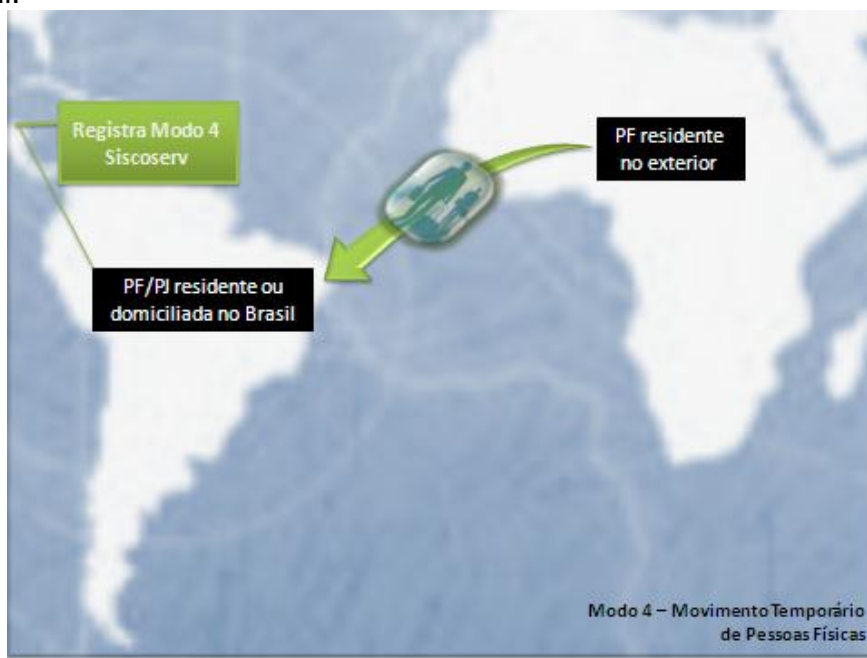 Registra Modo 4
Siscoserv
PF residente
no exterior
PF/PJ residente ou
domiciliada no Brasil
Modo 4 – Movimento Temporário
de Pessoas Físicas